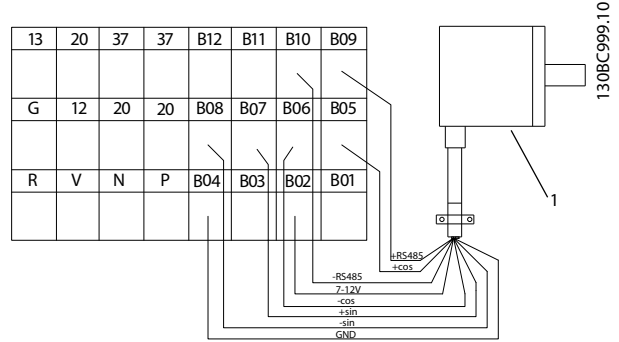 130BC999.10
13 20 37 37 B12 B11 B10 B09
G 12 20 20 B08 B07 B06 B05
R V N P B04 B03 B02 B01
1
+RS485
+cos
-RS485
7-12V
-cos
+sin
-sin
GND